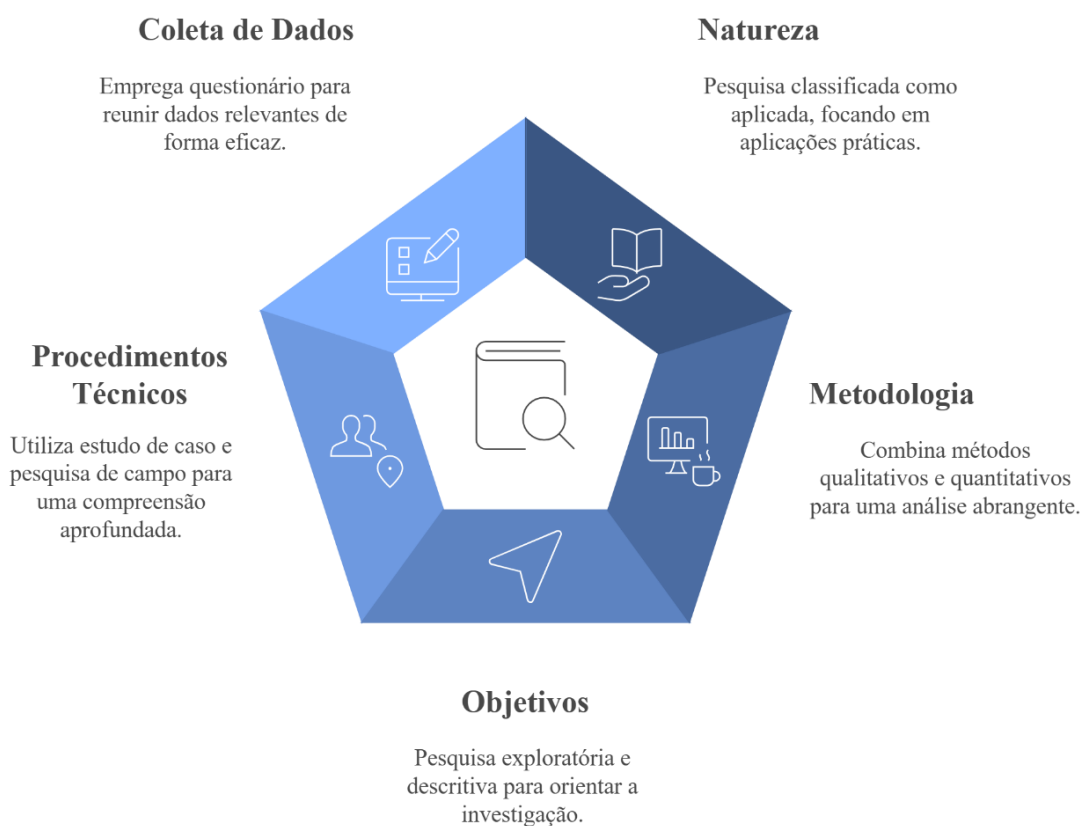 Coleta de Dados
Emprega questionário para
reunir dados relevantes de
forma eficaz.
Natureza
Pesquisa classificada como
aplicada, focando em
aplicações práticas.
Procedimentos
Técnicos
Utiliza estudo de caso e
pesquisa de campo para
uma compreensão
aprofundada.
Metodologia
Combina métodos
qualitativos e quantitativos
para uma análise abrangente.
Objetivos
Pesquisa exploratória e
descritiva para orientar a
investigação.